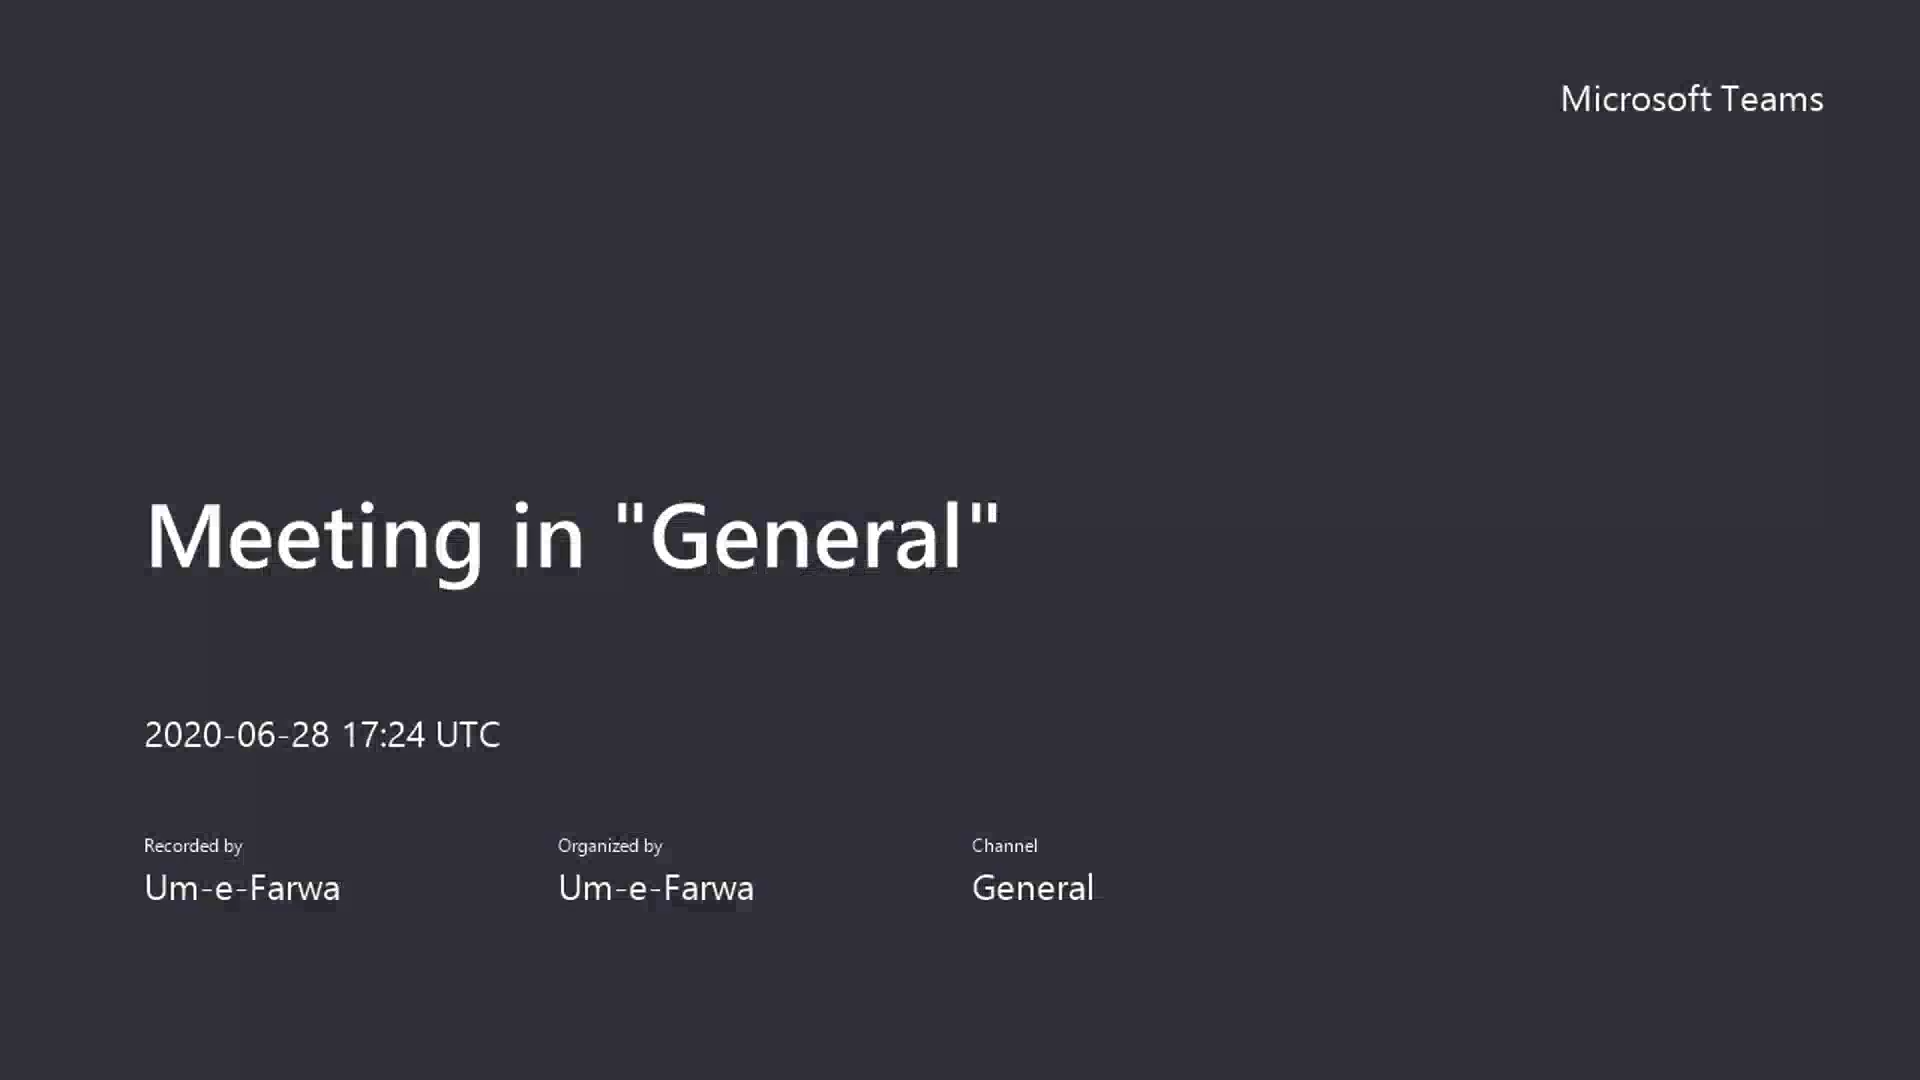 Microsoft Teams
Meeting in "General"
2020-06-28 17:24 UTC
Recorded by
Um-e-Farwa
Organized by
Um-e-Farwa
Channel
General